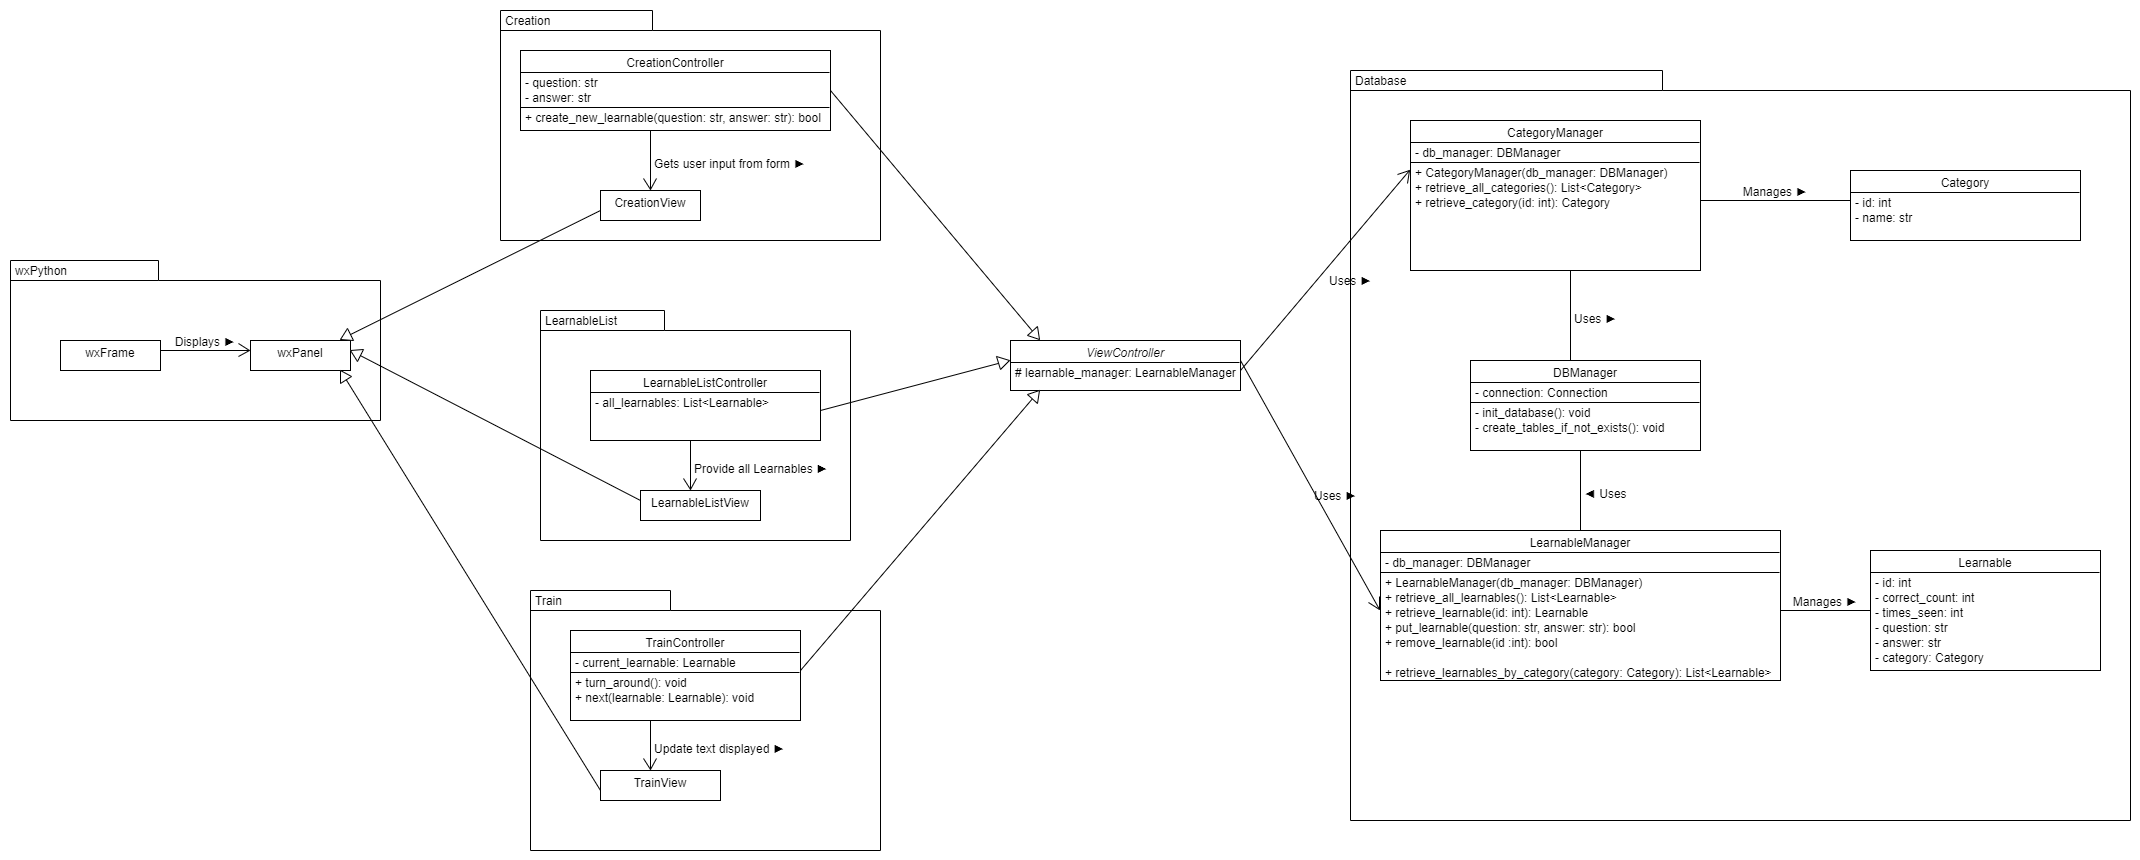 Creation
CreationController
- question: str
- answer: str
+ create_new_learnable(question: str, answer: str): bool
Gets user input from form ►
CreationView
wxPython
wxFrame
Displays ►
wxPanel
LearnableList
LearnableListController
- all_learnables: List<Learnable>
Provide all Learnables ►
LearnableListView
Train
TrainController
- current_learnable: Learnable
+ turn_around(): void
+ next(learnable: Learnable): void
Update text displayed ►
TrainView
ViewController
# learnable_manager: LearnableManager
Uses ►
Uses ►
Database
CategoryManager
- db_manager: DBManager
+ CategoryManager(db_manager: DBManager)
+ retrieve_all_categories(): List<Category>
+ retrieve_category(id: int): Category
Manages ►
Category
- id: int
- name: str
Uses ►
DBManager
- connection: Connection
- init_database(): void
- create_tables_if_not_exists(): void
◄ Uses
LearnableManager
- db_manager: DBManager
+ LearnableManager(db_manager: DBManager)
+ retrieve_all_learnables(): List<Learnable>
+ retrieve_learnable(id: int): Learnable
+ put_learnable(question: str, answer: str): bool
+ remove_learnable(id :int): bool
+ retrieve_learnables_by_category(category: Category): List<Learnable>
Manages ►
Learnable
- id: int
- correct_count: int
- times_seen: int
- question: str
- answer: str
- category: Category